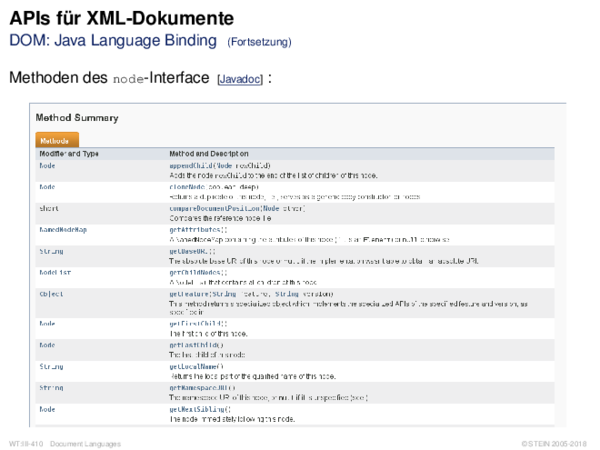 APIs für XML-Dokumente
DOM: Java Language Binding (Fortsetzung)
Methoden des node-Interface [Javadoc] :
Method Summary
Methods
Modifier and Type Method and Description
Node appendChild(Node newChild)
Adds the node newChild to the end of the list of children of this node.
Node cloneNode(boolean deep)
Returns a duplicate of this node, i.e., serves as a generic copy constructor for nodes.
short compareDocumentPosition(Node other)
Compares the reference node, i.e.
NamedNodeMap getAttributes()
A NamedNodeMap containing the attributes of this node (if it is an Element) or null otherwise.
String getBaseURI()
The absolute base URI of this node or null if the implementation wasn't able to obtain an absolute URI.
NodeList getChildNodes()
A NodeList that contains all children of this node.
Object getFeature(String feature, String version)
This method returns a specialized object which implements the specialized APIs of the specified feature and version, as
specified in
Node getFirstChild()
The first child of this node.
Node getLastChild()
The last child of this node.
String getLocalName()
Returns the local part of the qualified name of this node.
String getNamespaceURI()
The namespace URI of this node, or null if it is unspecified (see ).
Node getNextSibling()
The node immediately following this node.
WT:III-410 Document Languages © STEIN 2005-2018